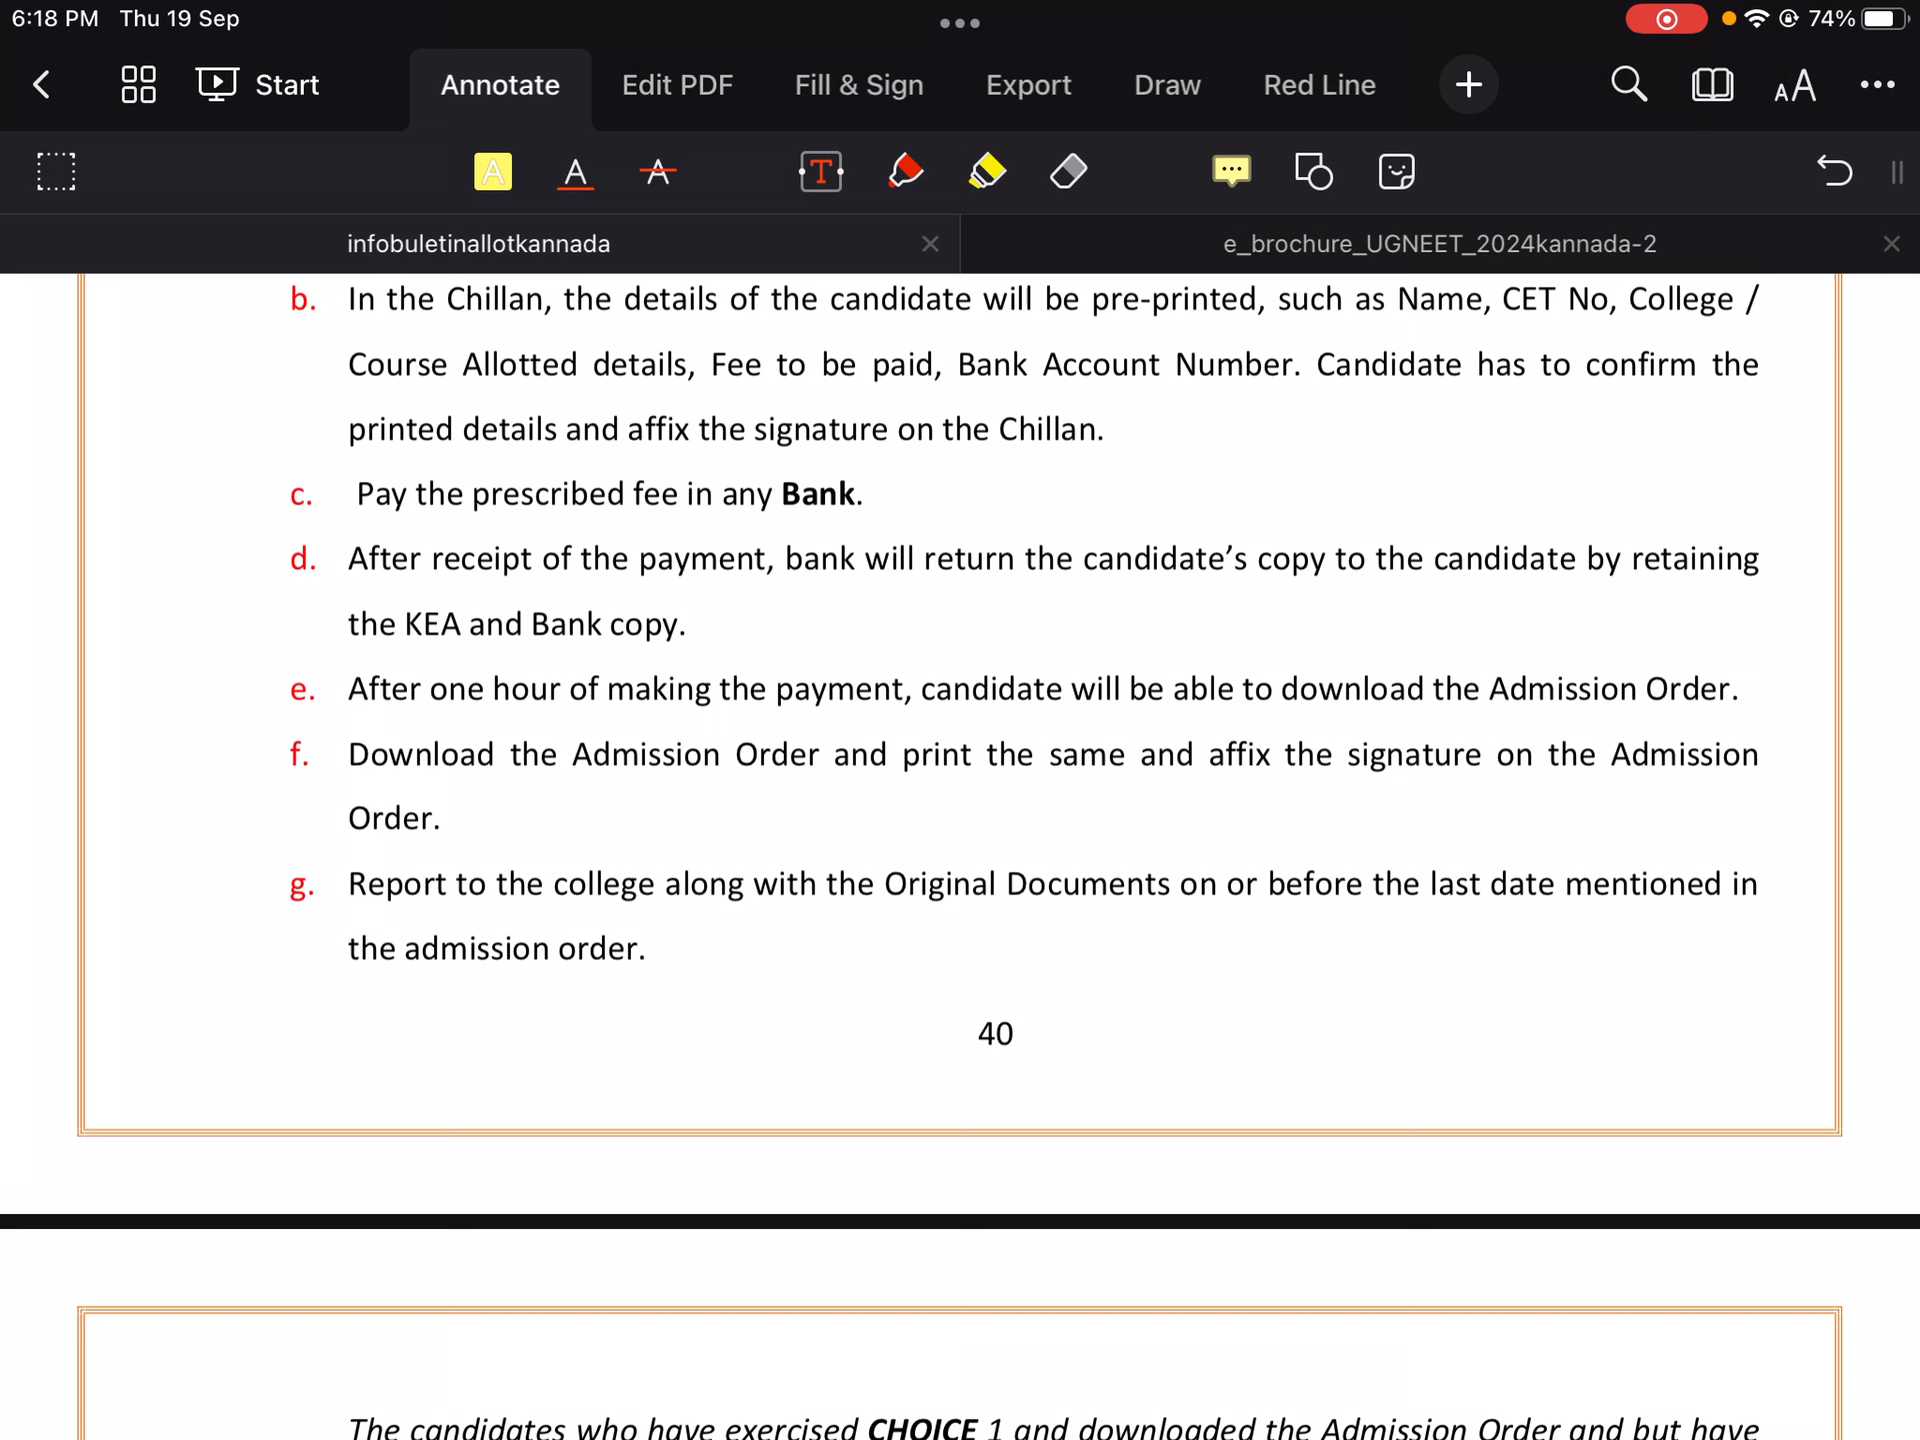 6:18 PM Thu 19 Sep
74%
Start
Annotate
Edit PDF
Fill & Sign
Export
Draw
Red Line
infobuletinallotkannada
e_brochure_UGNEET_2024kannada-2
b. In the Chillan, the details of the candidate will be pre-printed, such as Name, CET No, College /
Course Allotted details, Fee to be paid, Bank Account Number. Candidate has to confirm the
printed details and affix the signature on the Chillan.
c. Pay the prescribed fee in any Bank.
d. After receipt of the payment, bank will return the candidate’s copy to the candidate by retaining
the KEA and Bank copy.
e. After one hour of making the payment, candidate will be able to download the Admission Order.
f. Download the Admission Order and print the same and affix the signature on the Admission
Order.
g. Report to the college along with the Original Documents on or before the last date mentioned in
the admission order.
40
The candidates who have exercised CHOICE 1 and downloaded the Admission Order and but have